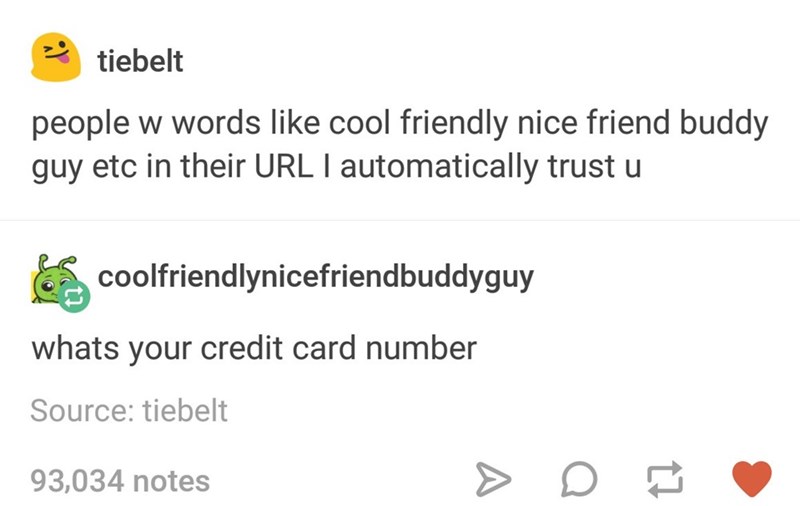 tiebelt
people w words like cool friendly nice friend buddy
guy etc in their URL I automatically trust u
coolfriendlynicefriendbuddyguy
whats your credit card number
Source: tiebelt
93,034 notes